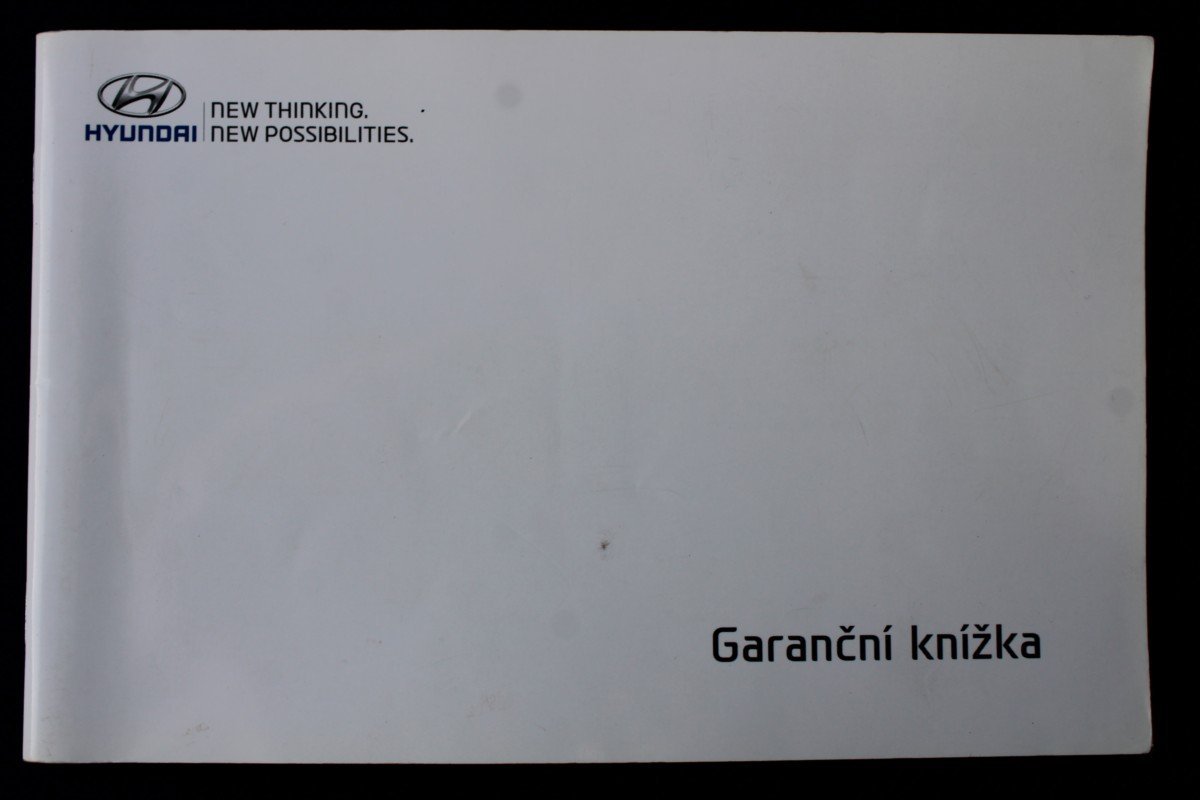 HYUNDAI
NEW THINKING.
NEW POSSIBILITIES.
Garanční knížka